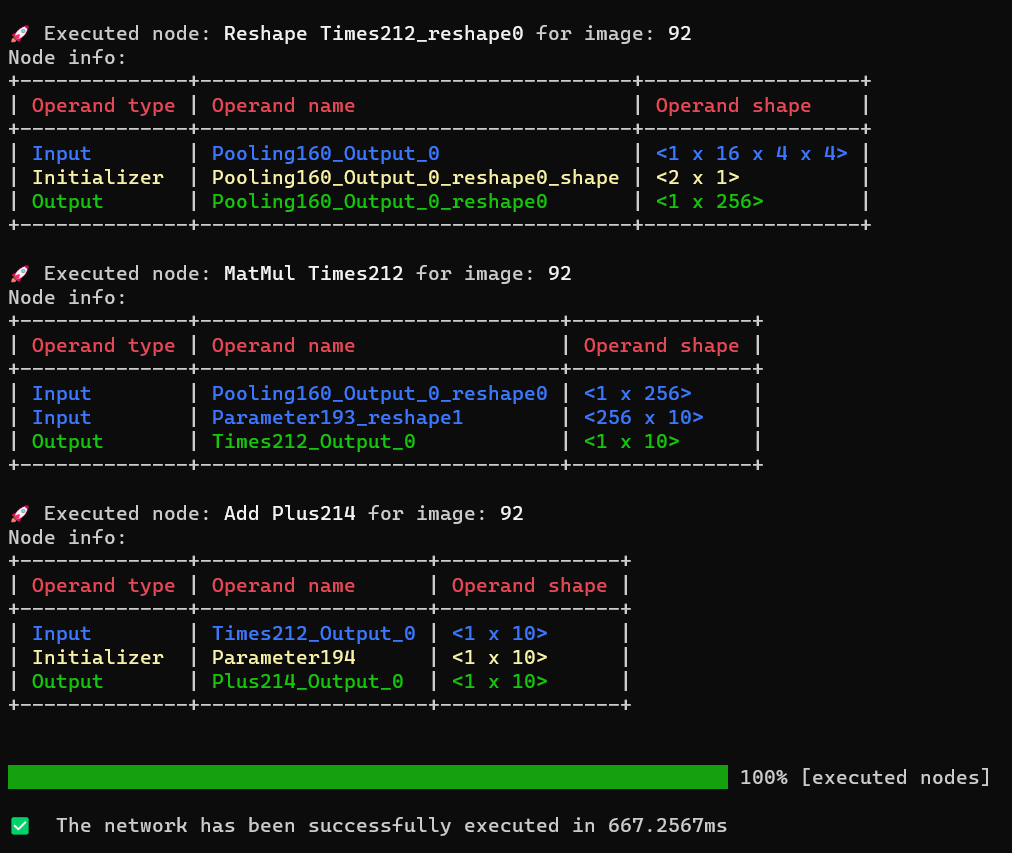 🚀 Executed node: Reshape Times212_reshape0 for image: 92
Node info:
+--------------+------------------------------------+------------------+
| Operand type | Operand name                       | Operand shape    |
+--------------+------------------------------------+------------------+
| Input        | Pooling160_Output_0                | <1 x 16 x 4 x 4> |
| Initializer  | Pooling160_Output_0_reshape0_shape | <2 x 1>          |
| Output       | Pooling160_Output_0_reshape0       | <1 x 256>        |
+--------------+------------------------------------+------------------+
🚀 Executed node: MatMul Times212 for image: 92
Node info:
+--------------+------------------------------+---------------+
| Operand type | Operand name                 | Operand shape |
+--------------+------------------------------+---------------+
| Input        | Pooling160_Output_0_reshape0 | <1 x 256>     |
| Input        | Parameter193_reshape1        | <256 x 10>    |
| Output       | Times212_Output_0            | <1 x 10>      |
+--------------+------------------------------+---------------+
🚀 Executed node: Add Plus214 for image: 92
Node info:
+--------------+-------------------+---------------+
| Operand type | Operand name      | Operand shape |
+--------------+-------------------+---------------+
| Input        | Times212_Output_0 | <1 x 10>      |
| Initializer  | Parameter194      | <1 x 10>      |
| Output       | Plus214_Output_0  | <1 x 10>      |
+--------------+-------------------+---------------+
100% [executed nodes]
✅ The network has been successfully executed in 667.2567ms